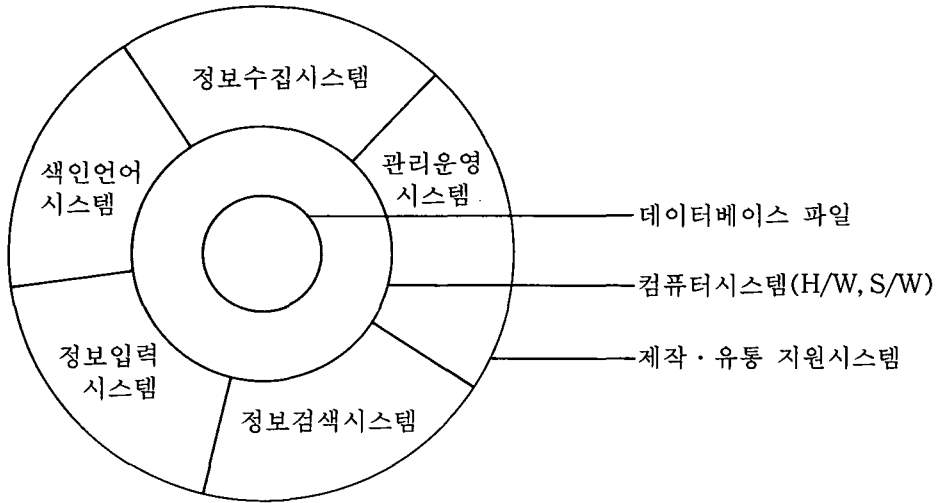 정보수집시스템
색인언어
시스템
관리운영
시스템
데이터베이스 파일
컴퓨터시스템(H/W, S/W)
제작·유통 지원시스템
정보입력
시스템
정보검색시스템